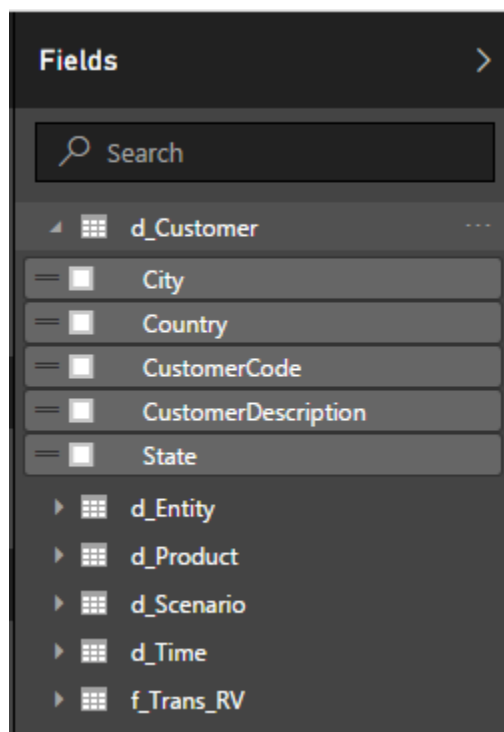 Fields
Search
d_Customer
City
Country
CustomerCode
CustomerDescription
State
d_Entity
d_Product
d_Scenario
d_Time
f_Trans_RV